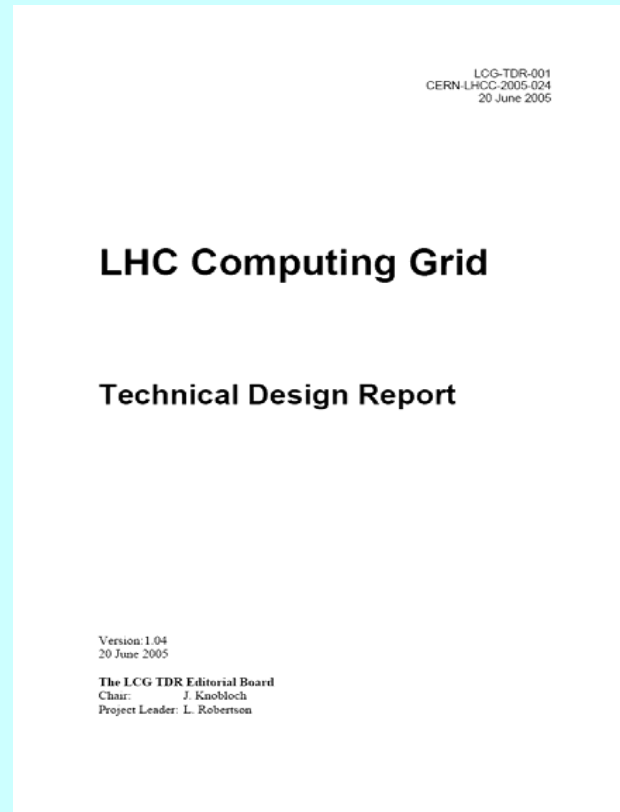 LCG-TDR-001
CERN-LHCC-2005-024
20 June 2005
LHC Computing Grid
Technical Design Report
Version:1.04
20 June 2005
The LCG TDR Editorial Board
Chair: J. Knobloch
Project Leader: L. Robertson